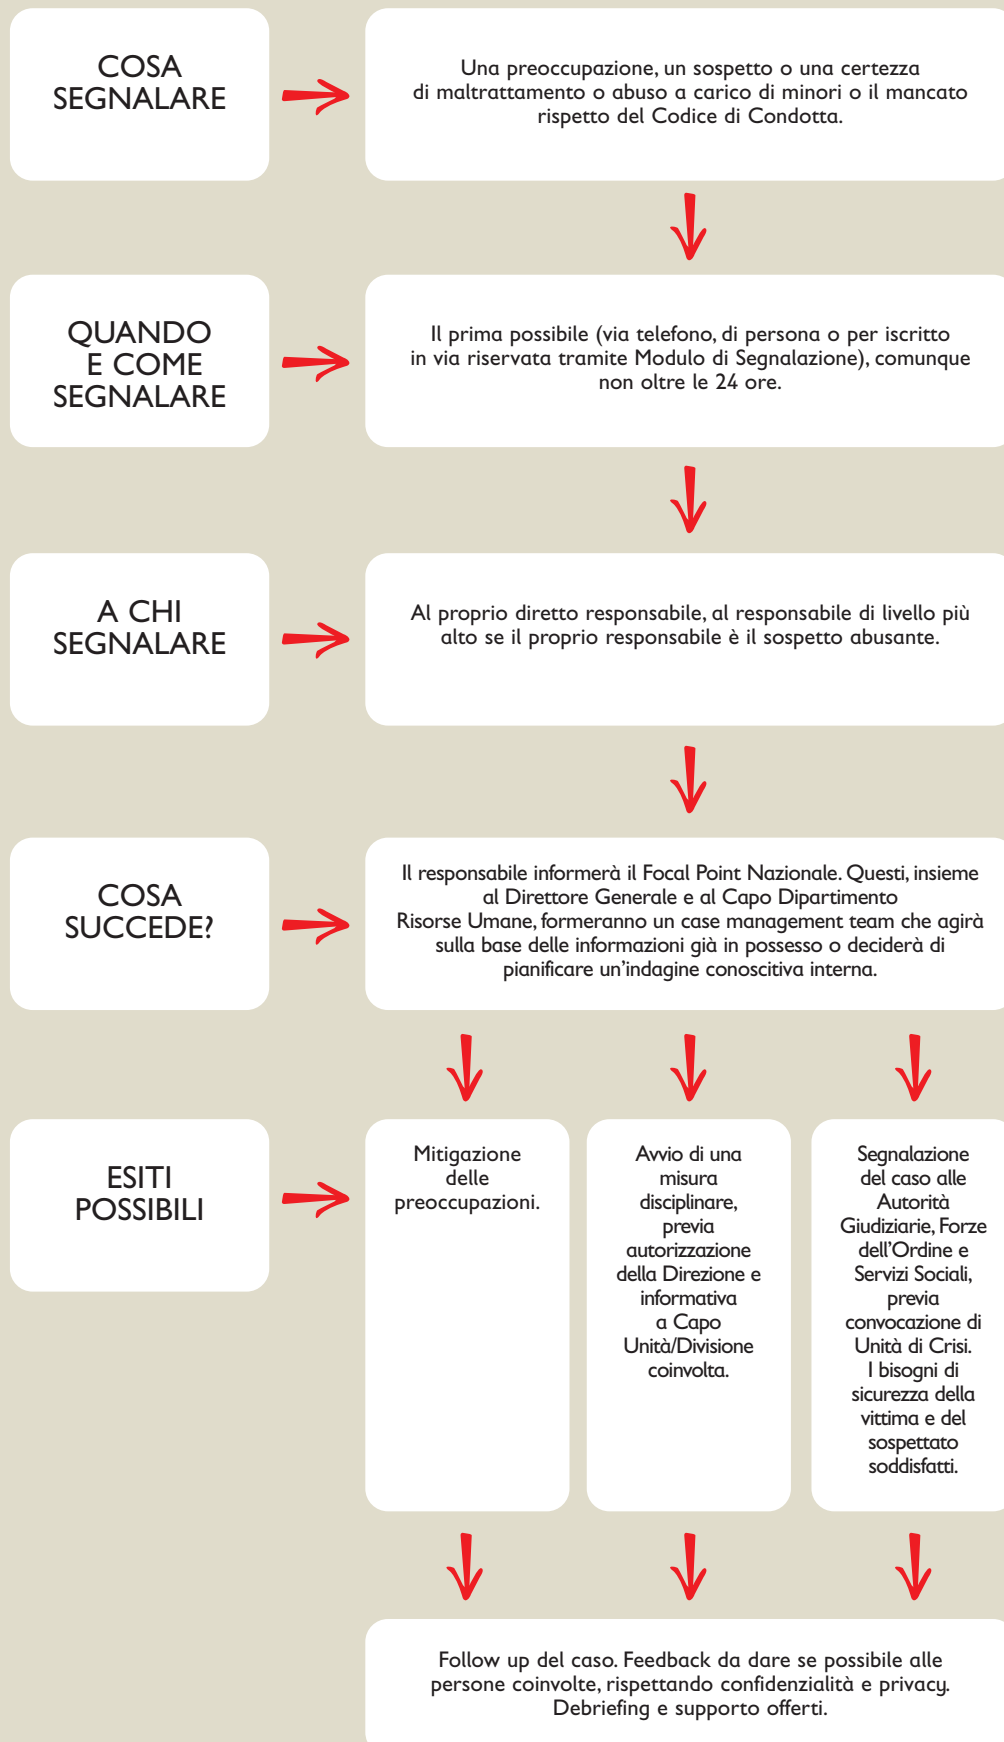 COSA
SEGNALARE
Una preoccupazione, un sospetto o una certezza
di maltrattamento o abuso a carico di minori o il mancato
rispetto del Codice di Condotta.
QUANDO
E COME
SEGNALARE
Il prima possibile (via telefono, di persona o per iscritto
in via riservata tramite Modulo di Segnalazione), comunque
non oltre le 24 ore.
A CHI
SEGNALARE
Al proprio diretto responsabile, al responsabile di livello più
alto se il proprio responsabile è il sospetto abusante.
COSA
SUCCEDE?
Il responsabile informerà il Focal Point Nazionale. Questi, insieme
al Direttore Generale e al Capo Dipartimento
Risorse Umane, formeranno un case management team che agirà
sulla base delle informazioni già in possesso o deciderà di
pianificare un’indagine conoscitiva interna.
ESITI
POSSIBILI
Mitigazione
delle
preoccupazioni.
Avvio di una
misura
disciplinare,
previa
autorizzazione
della Direzione e
informativa
a Capo
Unità/Divisione
coinvolta.
Segnalazione
del caso alle
Autorità
Giudiziarie, Forze
dell’Ordine e
Servizi Sociali,
previa
convocazione di
Unità di Crisi.
I bisogni di
sicurezza della
vittima e del
sospettato
soddisfatti.
Follow up del caso. Feedback da dare se possibile alle
persone coinvolte, rispettando confidenzialità e privacy.
Debriefing e supporto offerti.